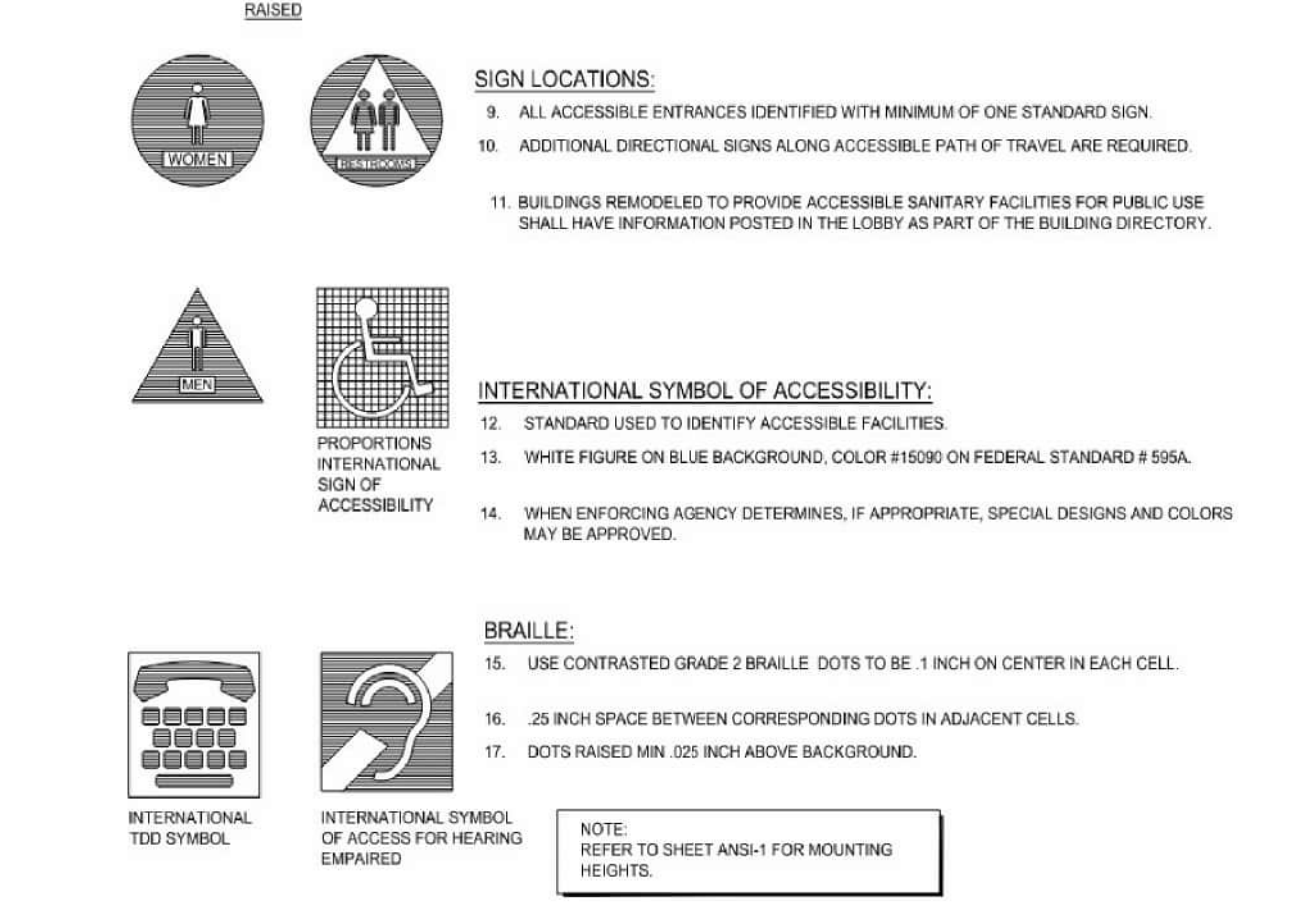 RAISED
WOMEN
RESTROOMS
SIGN LOCATIONS:
9. ALL ACCESSIBLE ENTRANCES IDENTIFIED WITH MINIMUM OF ONE STANDARD SIGN.
10. ADDITIONAL DIRECTIONAL SIGNS ALONG ACCESSIBLE PATH OF TRAVEL ARE REQUIRED.
11. BUILDINGS REMODELED TO PROVIDE ACCESSIBLE SANITARY FACILITIES FOR PUBLIC USE
SHALL HAVE INFORMATION POSTED IN THE LOBBY AS PART OF THE BUILDING DIRECTORY.
MEN
PROPORTIONS
INTERNATIONAL
SIGN OF
ACCESSIBILITY
INTERNATIONAL SYMBOL OF ACCESSIBILITY:
12. STANDARD USED TO IDENTIFY ACCESSIBLE FACILITIES.
13. WHITE FIGURE ON BLUE BACKGROUND, COLOR #15090 ON FEDERAL STANDARD # 595A.
14. WHEN ENFORCING AGENCY DETERMINES, IF APPROPRIATE, SPECIAL DESIGNS AND COLORS
MAY BE APPROVED.
BRAILLE:
15. USE CONTRASTED GRADE 2 BRAILLE DOTS TO BE .1 INCH ON CENTER IN EACH CELL.
16. .25 INCH SPACE BETWEEN CORRESPONDING DOTS IN ADJACENT CELLS.
17. DOTS RAISED MIN .025 INCH ABOVE BACKGROUND.
INTERNATIONAL
TDD SYMBOL
INTERNATIONAL SYMBOL
OF ACCESS FOR HEARING
EMPAIRED
NOTE:
REFER TO SHEET ANSI-1 FOR MOUNTING
HEIGHTS.